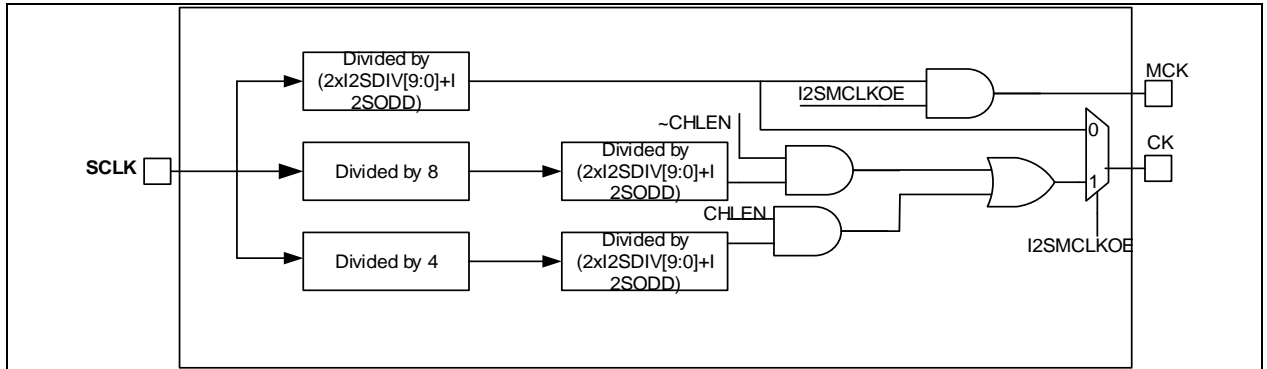 Divided by
(2xI2SDIV[9:0]+I
2SODD)
I2SMCLKOE
MCK
~CHLEN
0
CK
SCLK
Divided by 8
Divided by
(2xI2SDIV[9:0]+I
2SODD)
1
CHLEN
I2SMCLKOE
Divided by 4
Divided by
(2xI2SDIV[9:0]+I
2SODD)